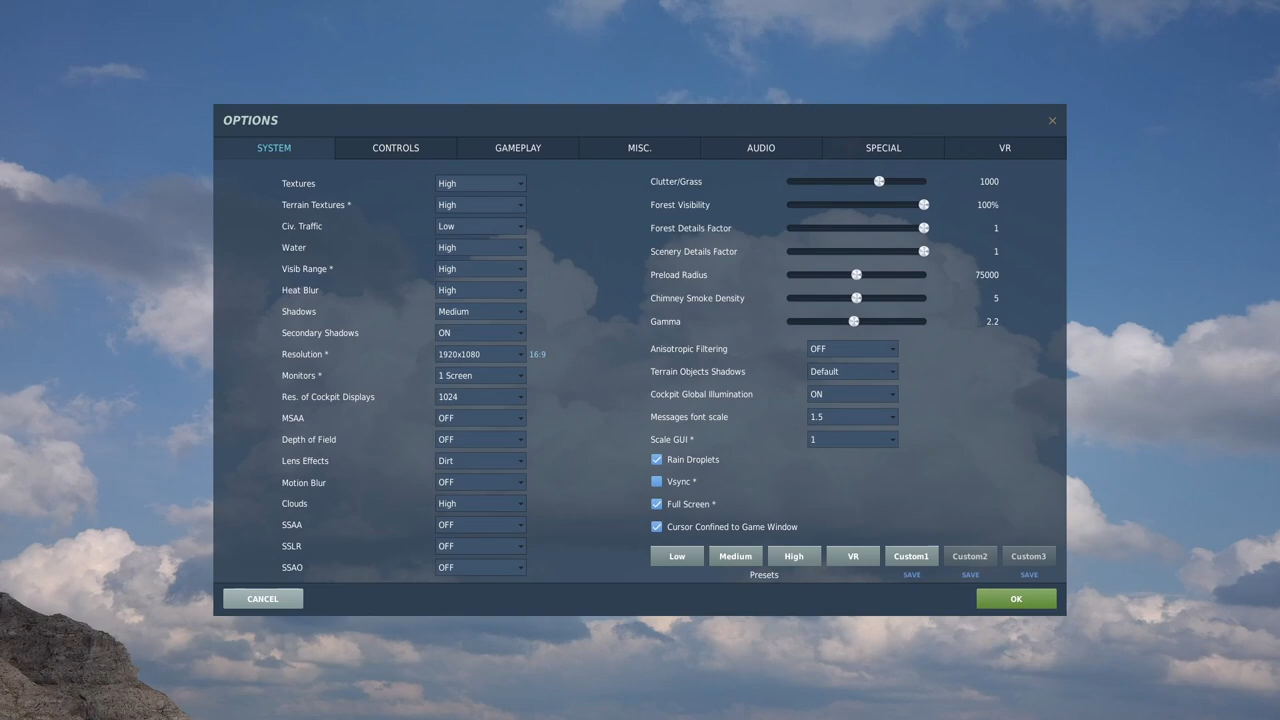 OPTIONS
×
SYSTEM CONTROLS GAMEPLAY MISC. AUDIO SPECIAL VR
Textures High
Terrain Textures * High
Civ. Traffic Low
Water High
Visib Range * High
Heat Blur High
Shadows Medium
Secondary Shadows ON
Resolution * 1920x1080 16:9
Monitors * 1 Screen
Res. of Cockpit Displays 1024
MSAA OFF
Depth of Field OFF
Lens Effects Dirt
Motion Blur OFF
Clouds High
SSAA OFF
SSLR OFF
SSAO OFF
Clutter/Grass 1000
Forest Visibility 100%
Forest Details Factor 1
Scenery Details Factor 1
Preload Radius 75000
Chimney Smoke Density 5
Gamma 2.2
Anisotropic Filtering OFF
Terrain Objects Shadows Default
Cockpit Global Illumination ON
Messages font scale 1.5
Scale GUI * 1
Rain Droplets
Vsync *
Full Screen *
Cursor Confined to Game Window
Low Medium High VR Custom1 Custom2 Custom3
Presets SAVE SAVE SAVE
CANCEL OK